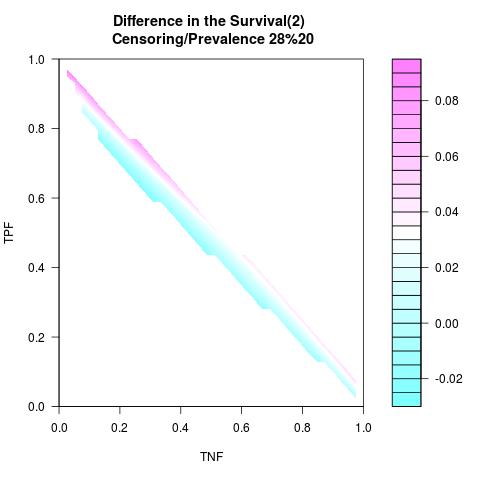 Difference in the Survival(2)
Censoring/Prevalence 28%20
1.0
0.8
0.6
0.4
0.2
0.0
TPF
0.0 0.2 0.4 0.6 0.8 1.0
TNF
0.08
0.06
0.04
0.02
0.00
-0.02